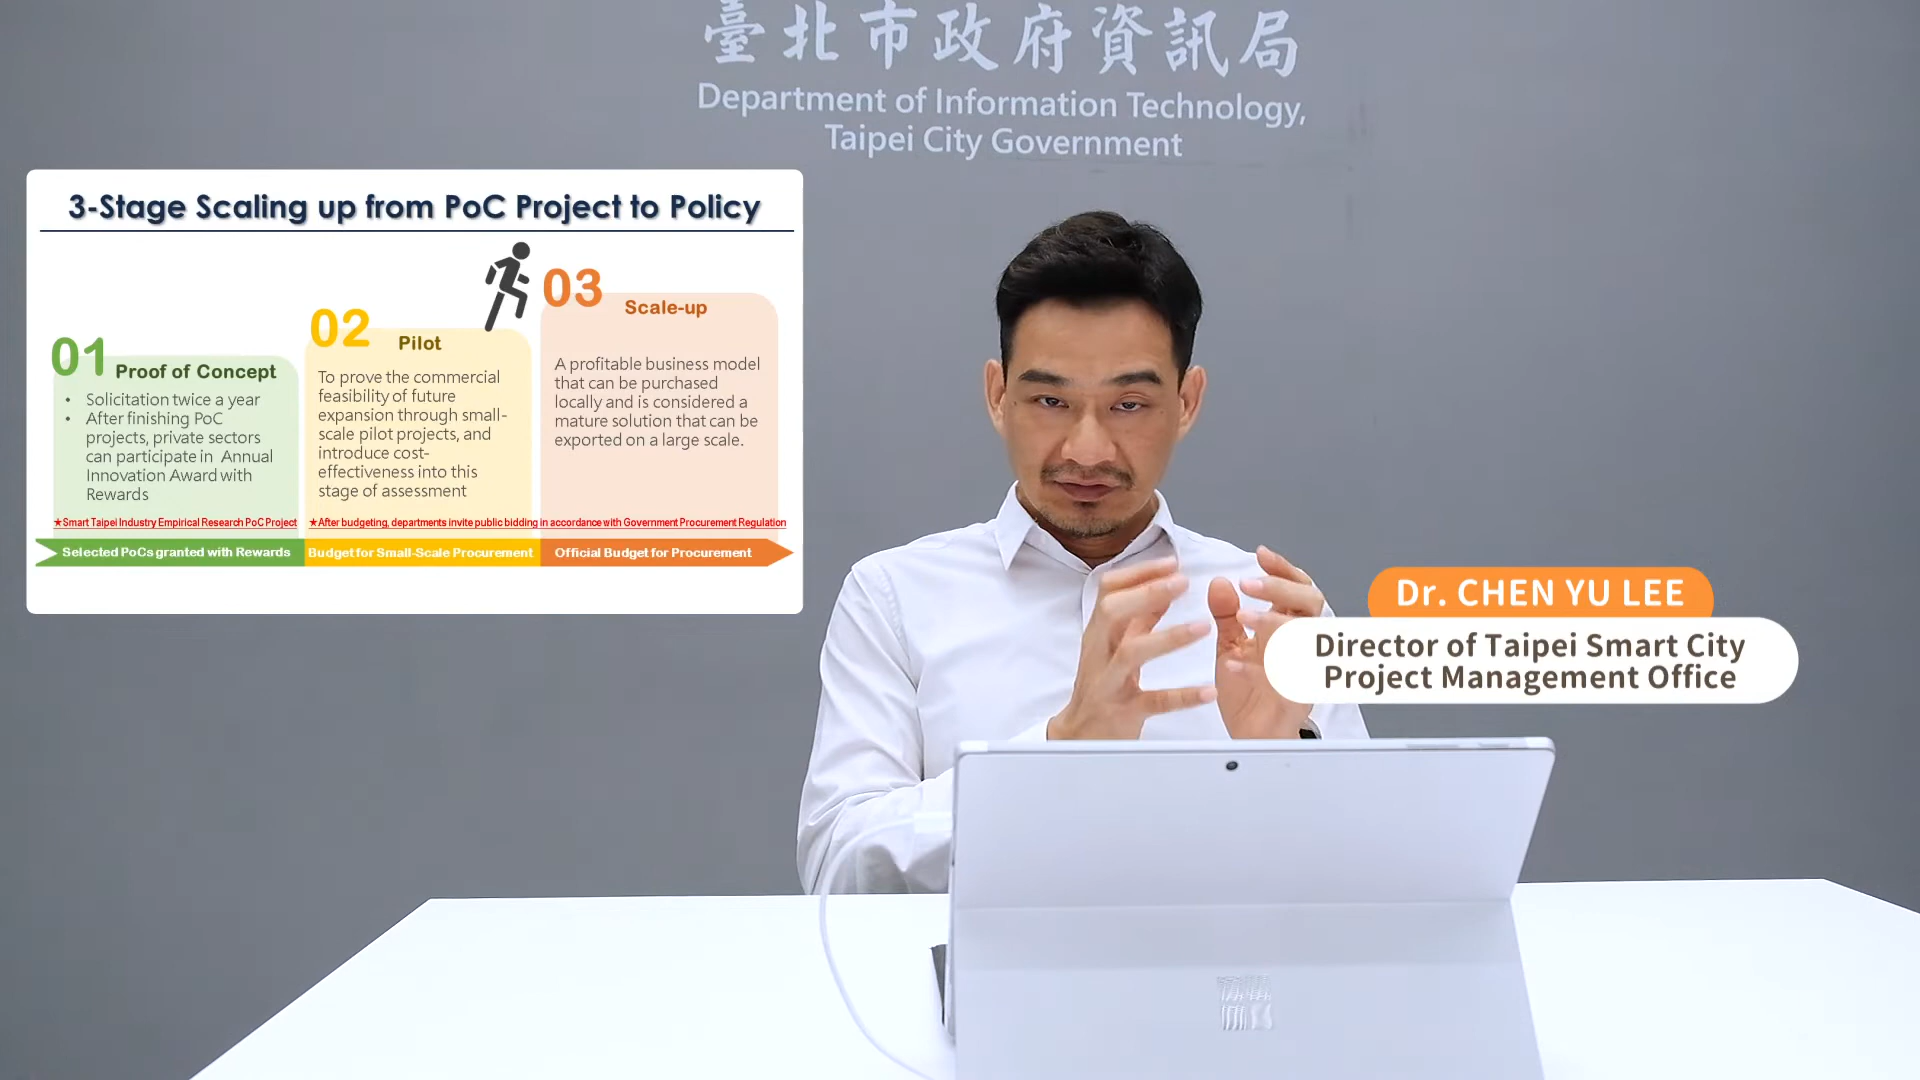 臺北市政府資訊局
Department of Information Technology,
Taipei City Government
3-Stage Scaling up from PoC Project to Policy
01
Proof of Concept
• Solicitation twice a year
• After finishing PoC
projects, private sectors
can participate in Annual
Innovation Award with
Rewards
★Smart Taipei Industry Empirical Research PoC Project
Selected PoCs granted with Rewards
02
Pilot
To prove the commercial
feasibility of future
expansion through small-
scale pilot projects, and
introduce cost-
effectiveness into this
stage of assessment
03
Scale-up
A profitable business model
that can be purchased
locally and is considered a
mature solution that can be
exported on a large scale.
★After budgeting, departments invite public bidding in accordance with Government Procurement Regulation
Budget for Small-Scale Procurement
Official Budget for Procurement
Dr. CHEN YU LEE
Director of Taipei Smart City
Project Management Office